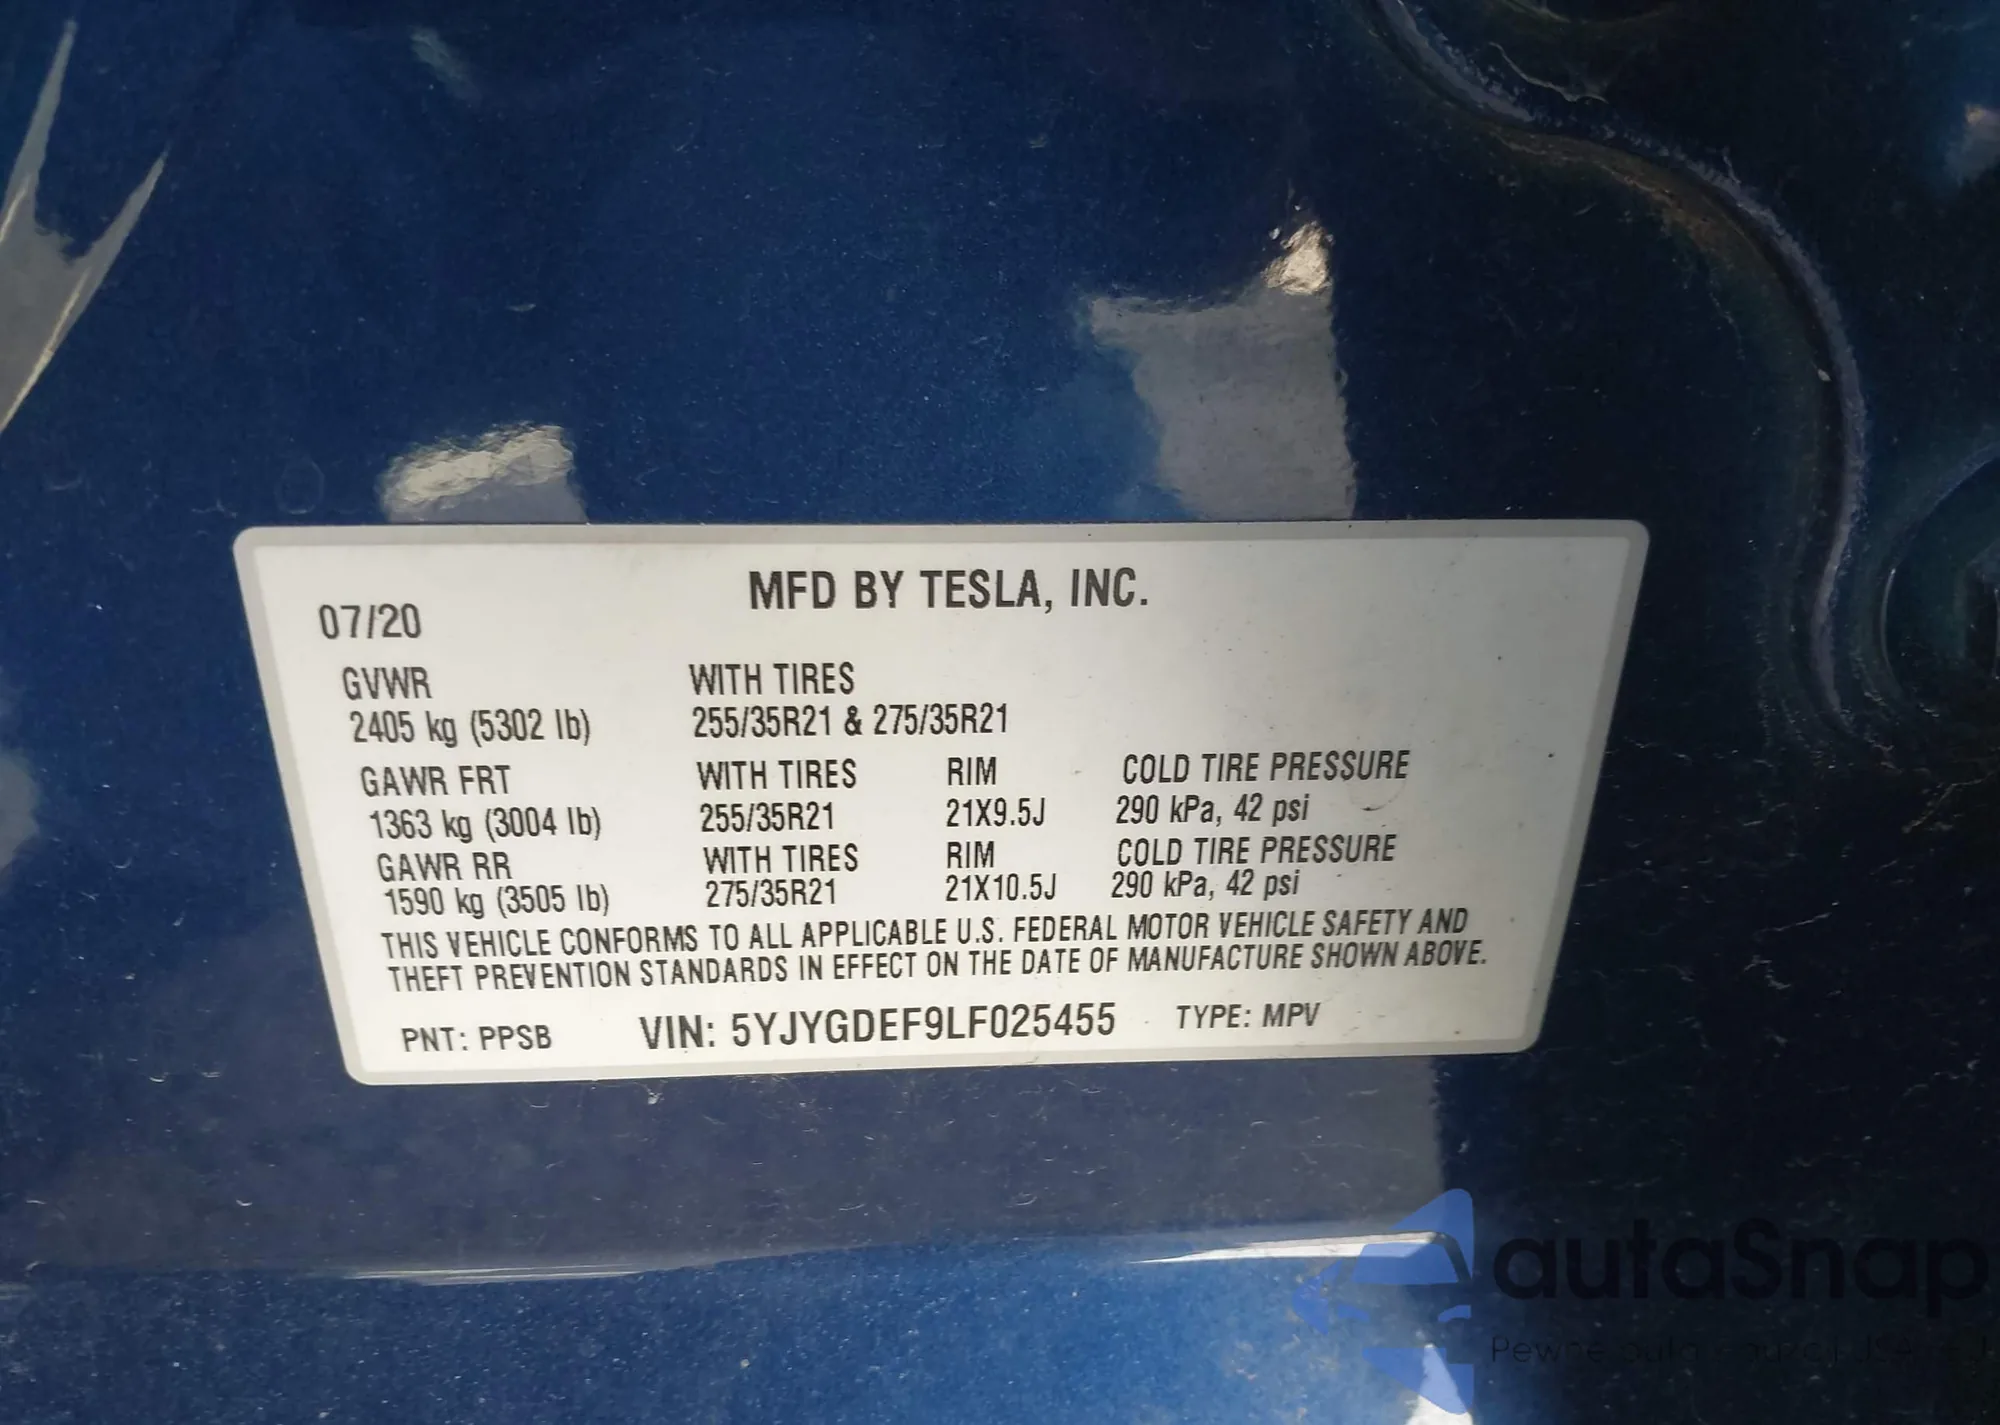 MFD BY TESLA, INC.
07/20
GVWR WITH TIRES
2405 kg (5302 lb) 255/35R21 & 275/35R21
GAWR FRT WITH TIRES RIM COLD TIRE PRESSURE
1363 kg (3004 lb) 255/35R21 21X9.5J 290 kPa, 42 psi
GAWR RR WITH TIRES RIM COLD TIRE PRESSURE
1590 kg (3505 lb) 275/35R21 21X10.5J 290 kPa, 42 psi
THIS VEHICLE CONFORMS TO ALL APPLICABLE U.S. FEDERAL MOTOR VEHICLE SAFETY AND
THEFT PREVENTION STANDARDS IN EFFECT ON THE DATE OF MANUFACTURE SHOWN ABOVE.
PNT: PPSB VIN: 5YJYGDEF9LF025455 TYPE: MPV
autaSnap
Pewne auta